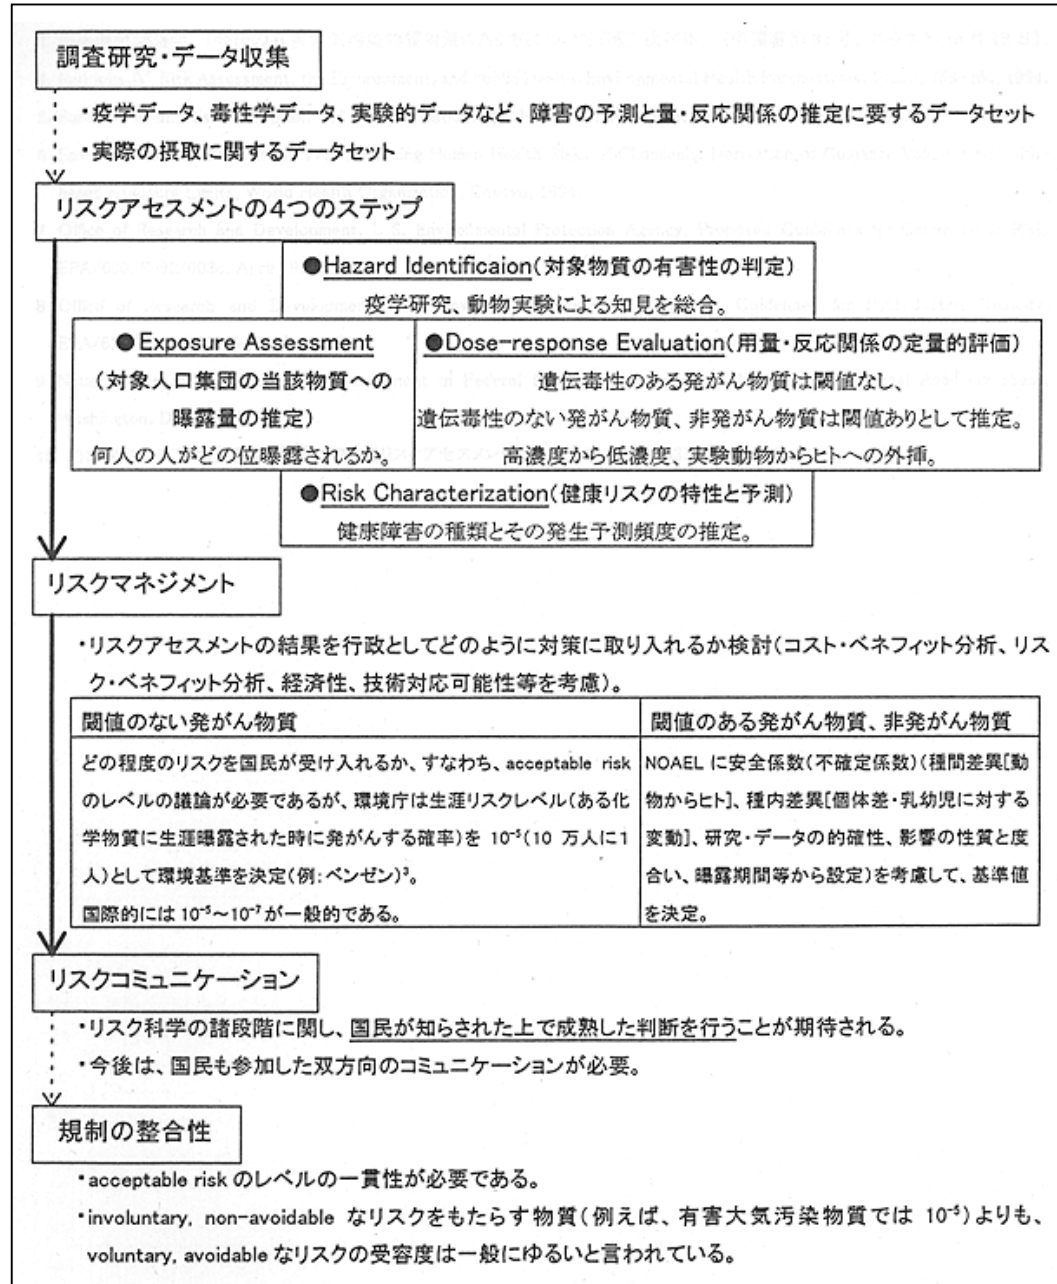 調査研究・データ収集
・疫学データ、毒性学データ、実験的データなど、障害の予測と量・反応関係の推定に要するデータセット
・実際の摂取に関するデータセット
リスクアセスメントの4つのステップ
●Hazard Identificaion(対象物質の有害性の判定)
疫学研究、動物実験による知見を総合。
●Exposure Assessment
(対象人口集団の当該物質への
曝露量の推定)
何人の人がどの位曝露されるか。
●Dose-response Evaluation(用量・反応関係の定量的評価)
遺伝毒性のある発がん物質は閾値なし、
遺伝毒性のない発がん物質、非発がん物質は閾値ありとして推定。
高濃度から低濃度、実験動物からヒトへの外挿。
●Risk Characterization(健康リスクの特性と予測)
健康障害の種類とその発生予測頻度の推定。
リスクマネジメント
・リスクアセスメントの結果を行政としてどのように対策に取り入れるか検討(コスト・ベネフィット分析、リス
ク・ベネフィット分析、経済性、技術対応可能性等を考慮)。
閾値のない発がん物質
どの程度のリスクを国民が受け入れるか、すなわち、acceptable risk
のレベルの議論が必要であるが、環境庁は生涯リスクレベル(ある化
学物質に生涯曝露された時に発がんする確率)を 10⁻⁵(10 万人に1
人)として環境基準を決定(例:ベンゼン)³。
国際的には 10⁻⁵~10⁻⁷が一般的である。
閾値のある発がん物質、非発がん物質
NOAEL に安全係数(不確定係数)(種間差異[動
物からヒト]、種内差異[個体差・乳幼児に対する
変動]、研究・データの的確性、影響の性質と度
合い、曝露期間等から設定)を考慮して、基準値
を決定。
リスクコミュニケーション
・リスク科学の諸段階に関し、国民が知らされた上で成熟した判断を行うことが期待される。
・今後は、国民も参加した双方向のコミュニケーションが必要。
規制の整合性
・acceptable risk のレベルの一貫性が必要である。
・involuntary, non-avoidable なリスクをもたらす物質(例えば、有害大気汚染物質では 10⁻⁵)よりも、
voluntary, avoidable なリスクの受容度は一般にゆるいと言われている。